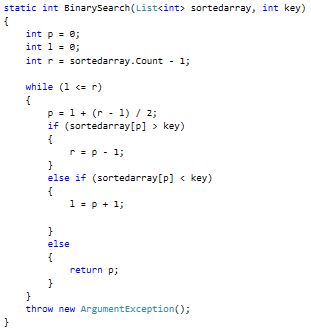 static int BinarySearch(List<int> sortedarray, int key)
{
    int p = 0;
    int l = 0;
    int r = sortedarray.Count - 1;

    while (l <= r)
    {
        p = l + (r - l) / 2;
        if (sortedarray[p] > key)
        {
            r = p - 1;
        }
        else if (sortedarray[p] < key)
        {
            l = p + 1;

        }
        else
        {
            return p;
        }
    }
    throw new ArgumentException();
}